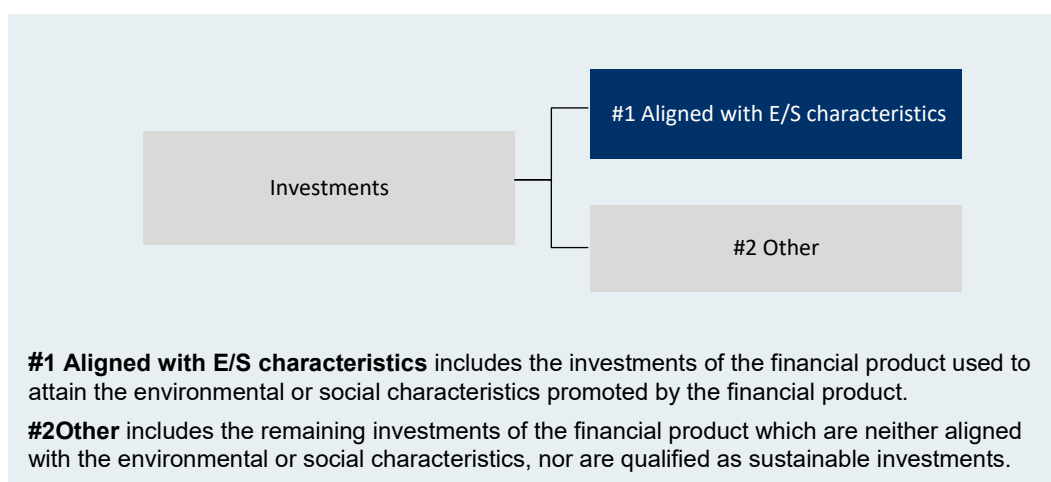 #1 Aligned with E/S characteristics
Investments
#2 Other
#1 Aligned with E/S characteristics includes the investments of the financial product used to
attain the environmental or social characteristics promoted by the financial product.
#2Other includes the remaining investments of the financial product which are neither aligned
with the environmental or social characteristics, nor are qualified as sustainable investments.